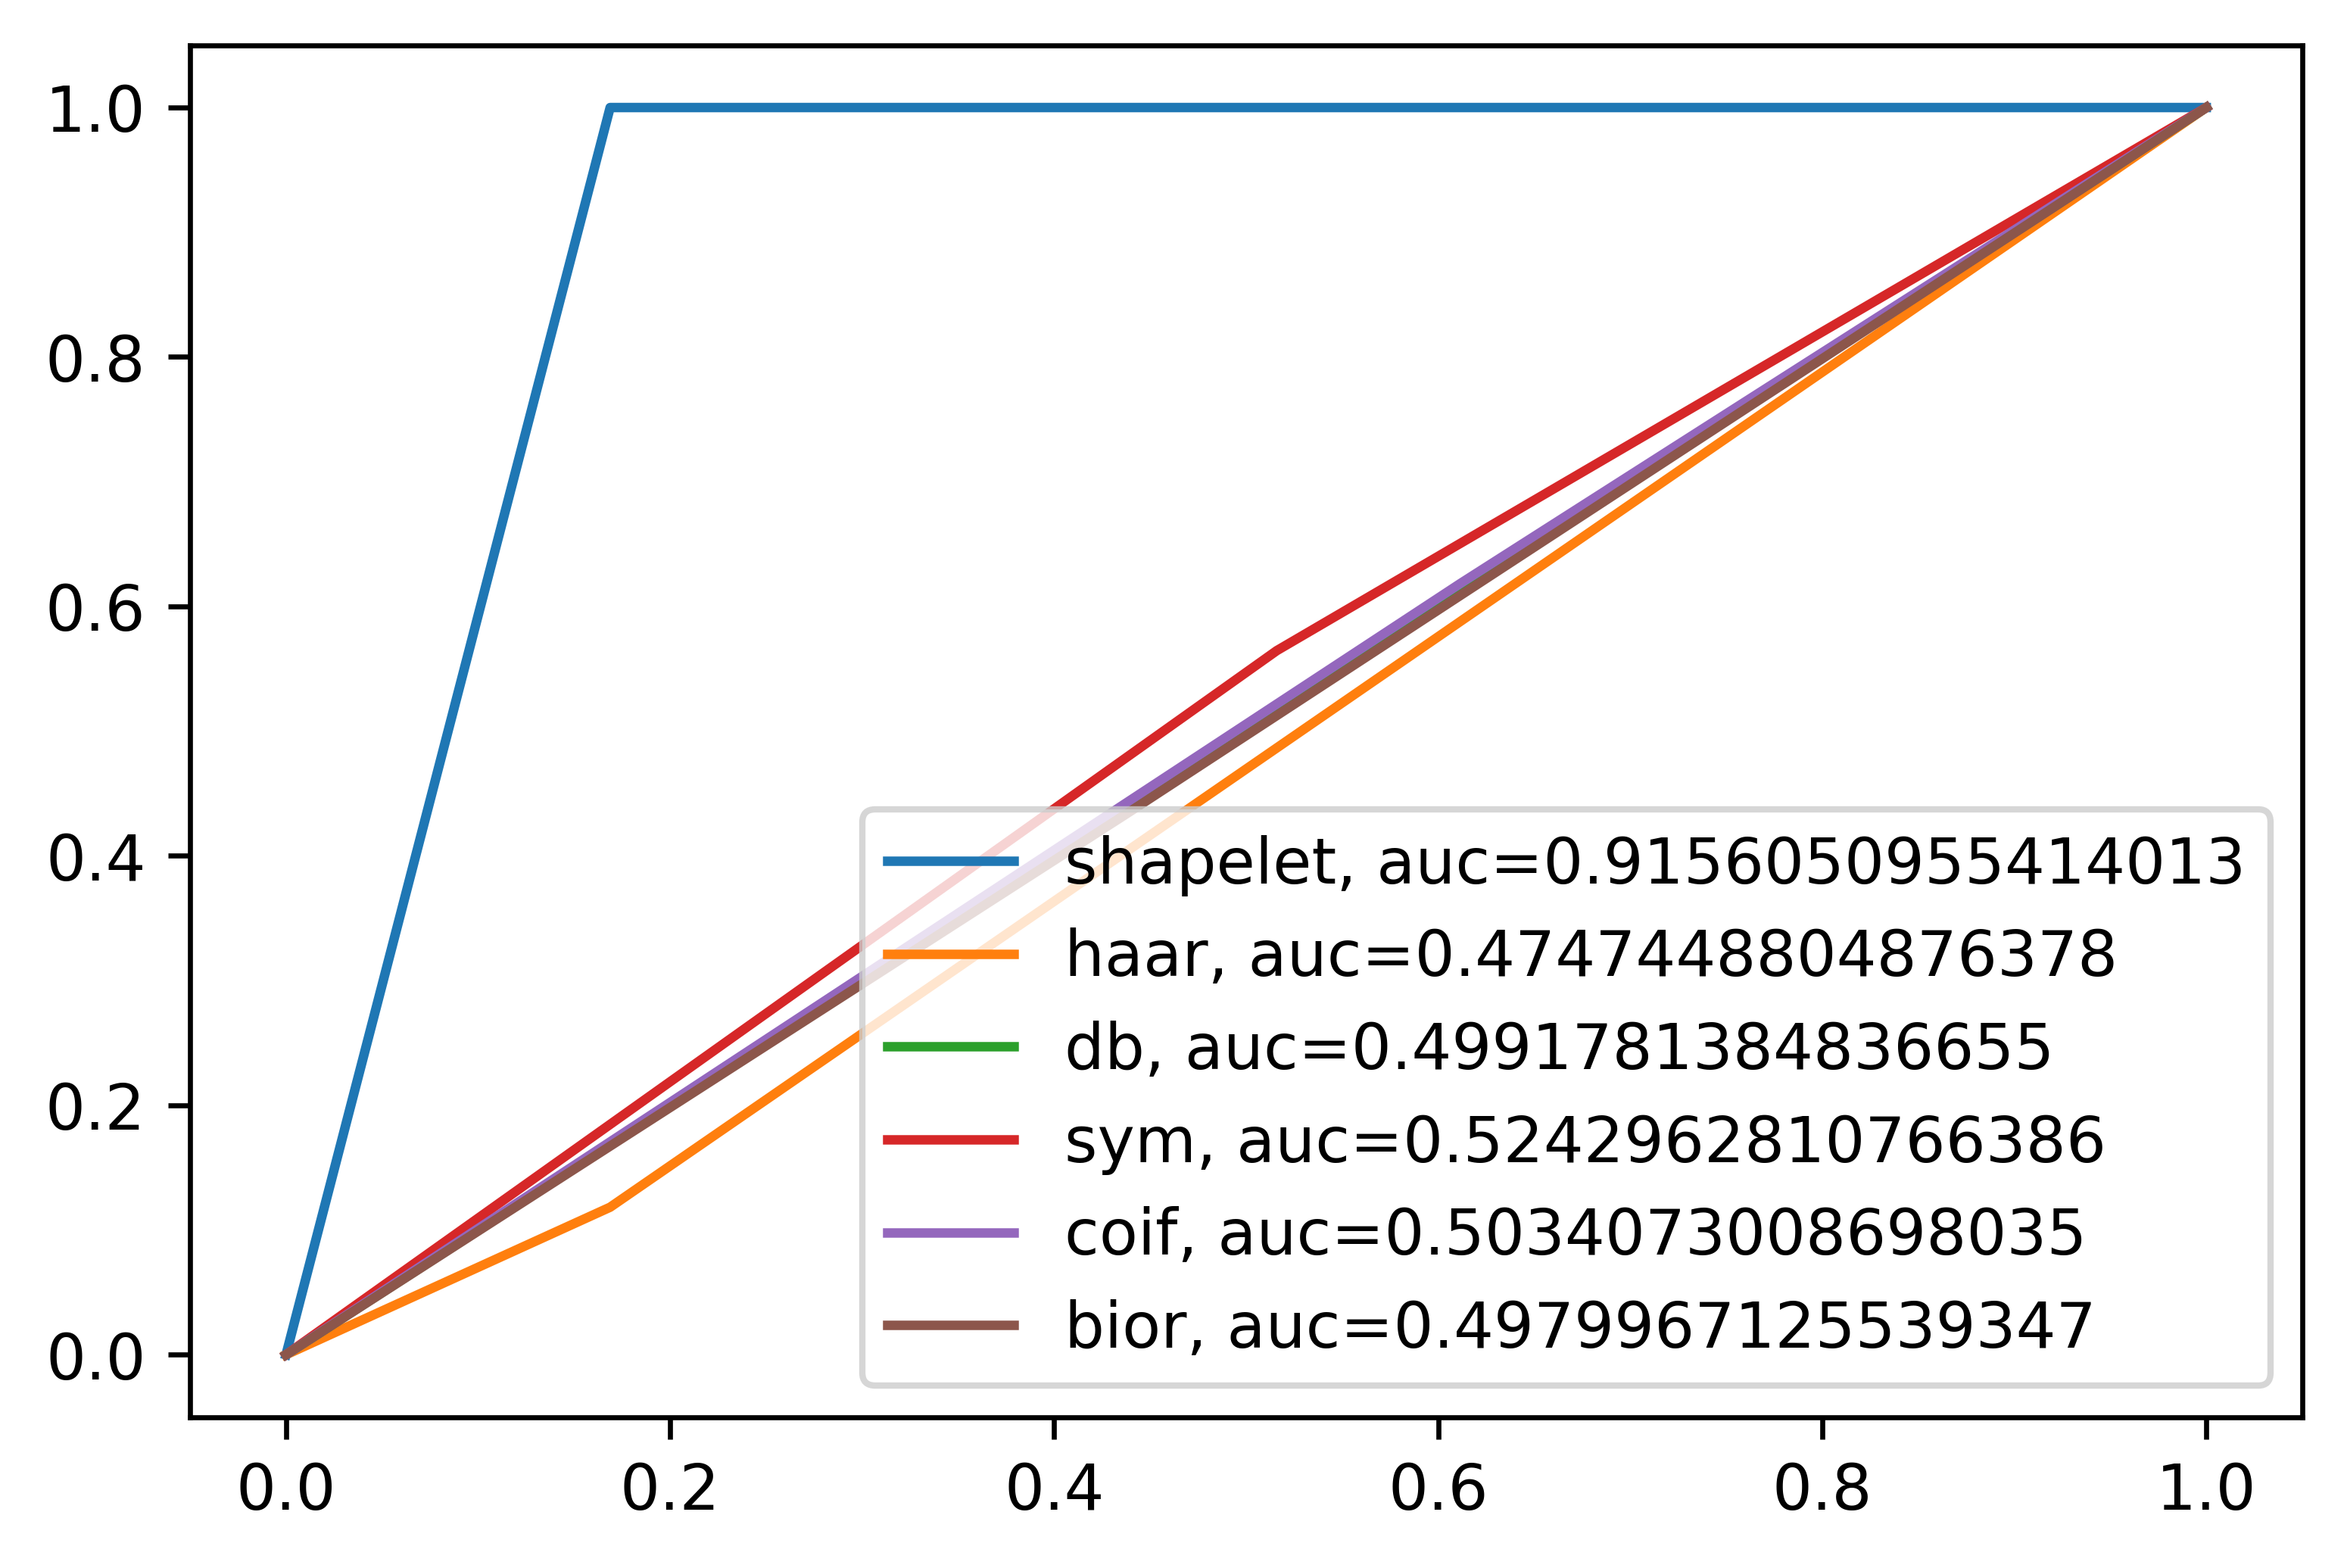 1.0
0.8
0.6
0.4
0.2
0.0
shapelet, auc=0.9156050955414013
haar, auc=0.4747448804876378
db, auc=0.4991781384836655
sym, auc=0.5242962810766386
coif, auc=0.5034073008698035
bior, auc=0.4979967125539347
0.0 0.2 0.4 0.6 0.8 1.0